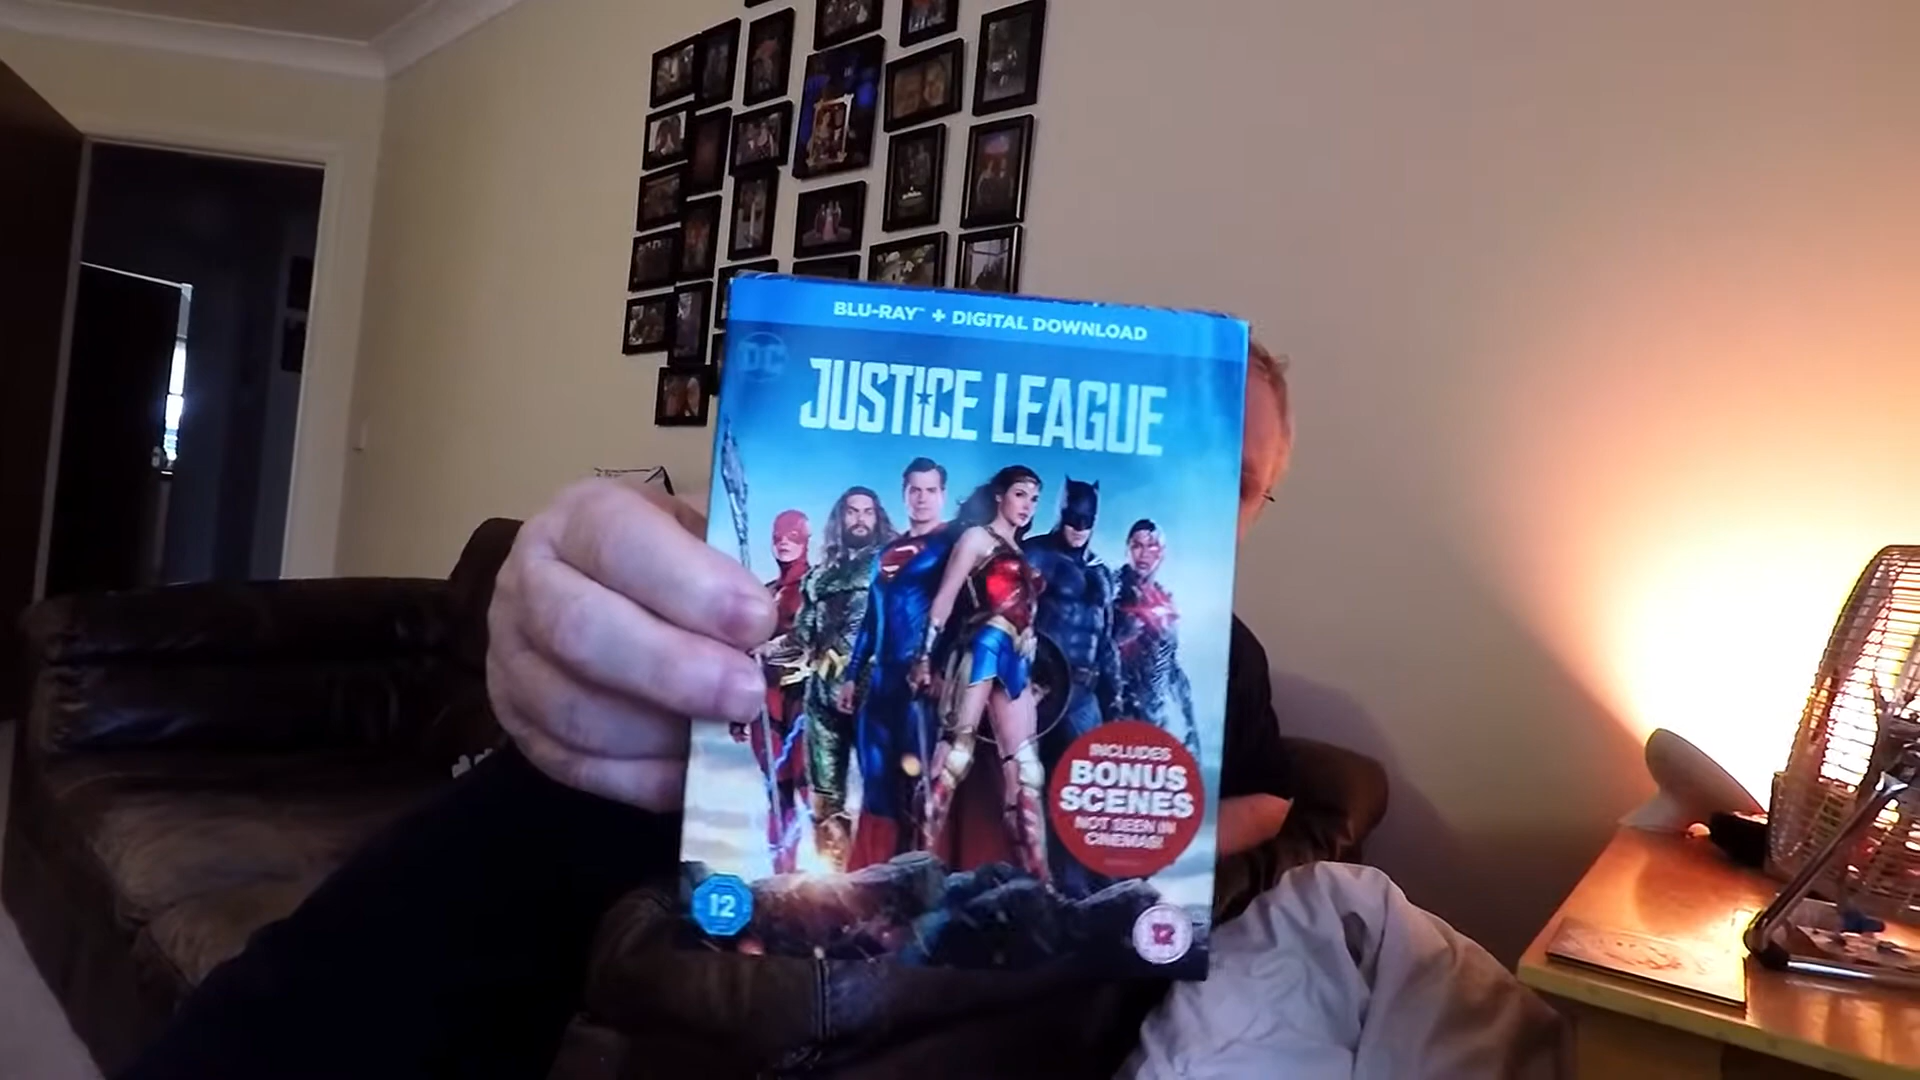 BLU-RAY™ + DIGITAL DOWNLOAD
DC
JUSTICE LEAGUE
INCLUDES
BONUS
SCENES
NOT SEEN IN
CINEMAS!
12
12